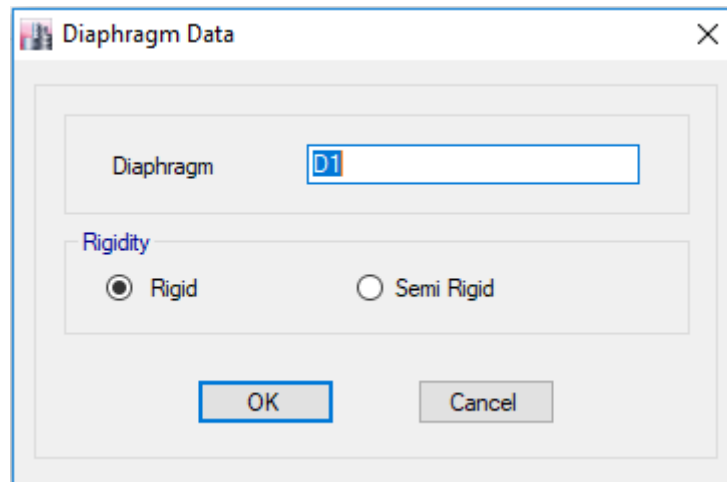 Diaphragm Data
Diaphragm D1
Rigidity
Rigid Semi Rigid
OK Cancel